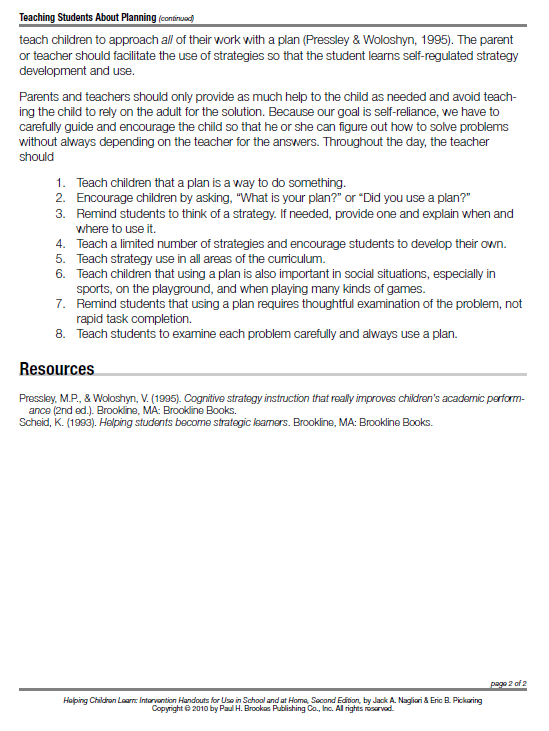 Teaching Students About Planning (continued)
teach children to approach all of their work with a plan (Pressley & Woloshyn, 1995). The parent
or teacher should facilitate the use of strategies so that the student learns self-regulated strategy
development and use.
Parents and teachers should only provide as much help to the child as needed and avoid teach-
ing the child to rely on the adult for the solution. Because our goal is self-reliance, we have to
carefully guide and encourage the child so that he or she can figure out how to solve problems
without always depending on the teacher for the answers. Throughout the day, the teacher
should
1. Teach children that a plan is a way to do something.
2. Encourage children by asking, “What is your plan?” or “Did you use a plan?”
3. Remind students to think of a strategy. If needed, provide one and explain when and
where to use it.
4. Teach a limited number of strategies and encourage students to develop their own.
5. Teach strategy use in all areas of the curriculum.
6. Teach children that using a plan is also important in social situations, especially in
sports, on the playground, and when playing many kinds of games.
7. Remind students that using a plan requires thoughtful examination of the problem, not
rapid task completion.
8. Teach students to examine each problem carefully and always use a plan.
Resources
Pressley, M.P., & Woloshyn, V. (1995). Cognitive strategy instruction that really improves children’s academic perform-
ance (2nd ed.). Brookline, MA: Brookline Books.
Scheid, K. (1993). Helping students become strategic learners. Brookline, MA: Brookline Books.
page 2 of 2
Helping Children Learn: Intervention Handouts for Use in School and at Home, Second Edition, by Jack A. Naglieri & Eric B. Pickering
Copyright © 2010 by Paul H. Brookes Publishing Co., Inc. All rights reserved.